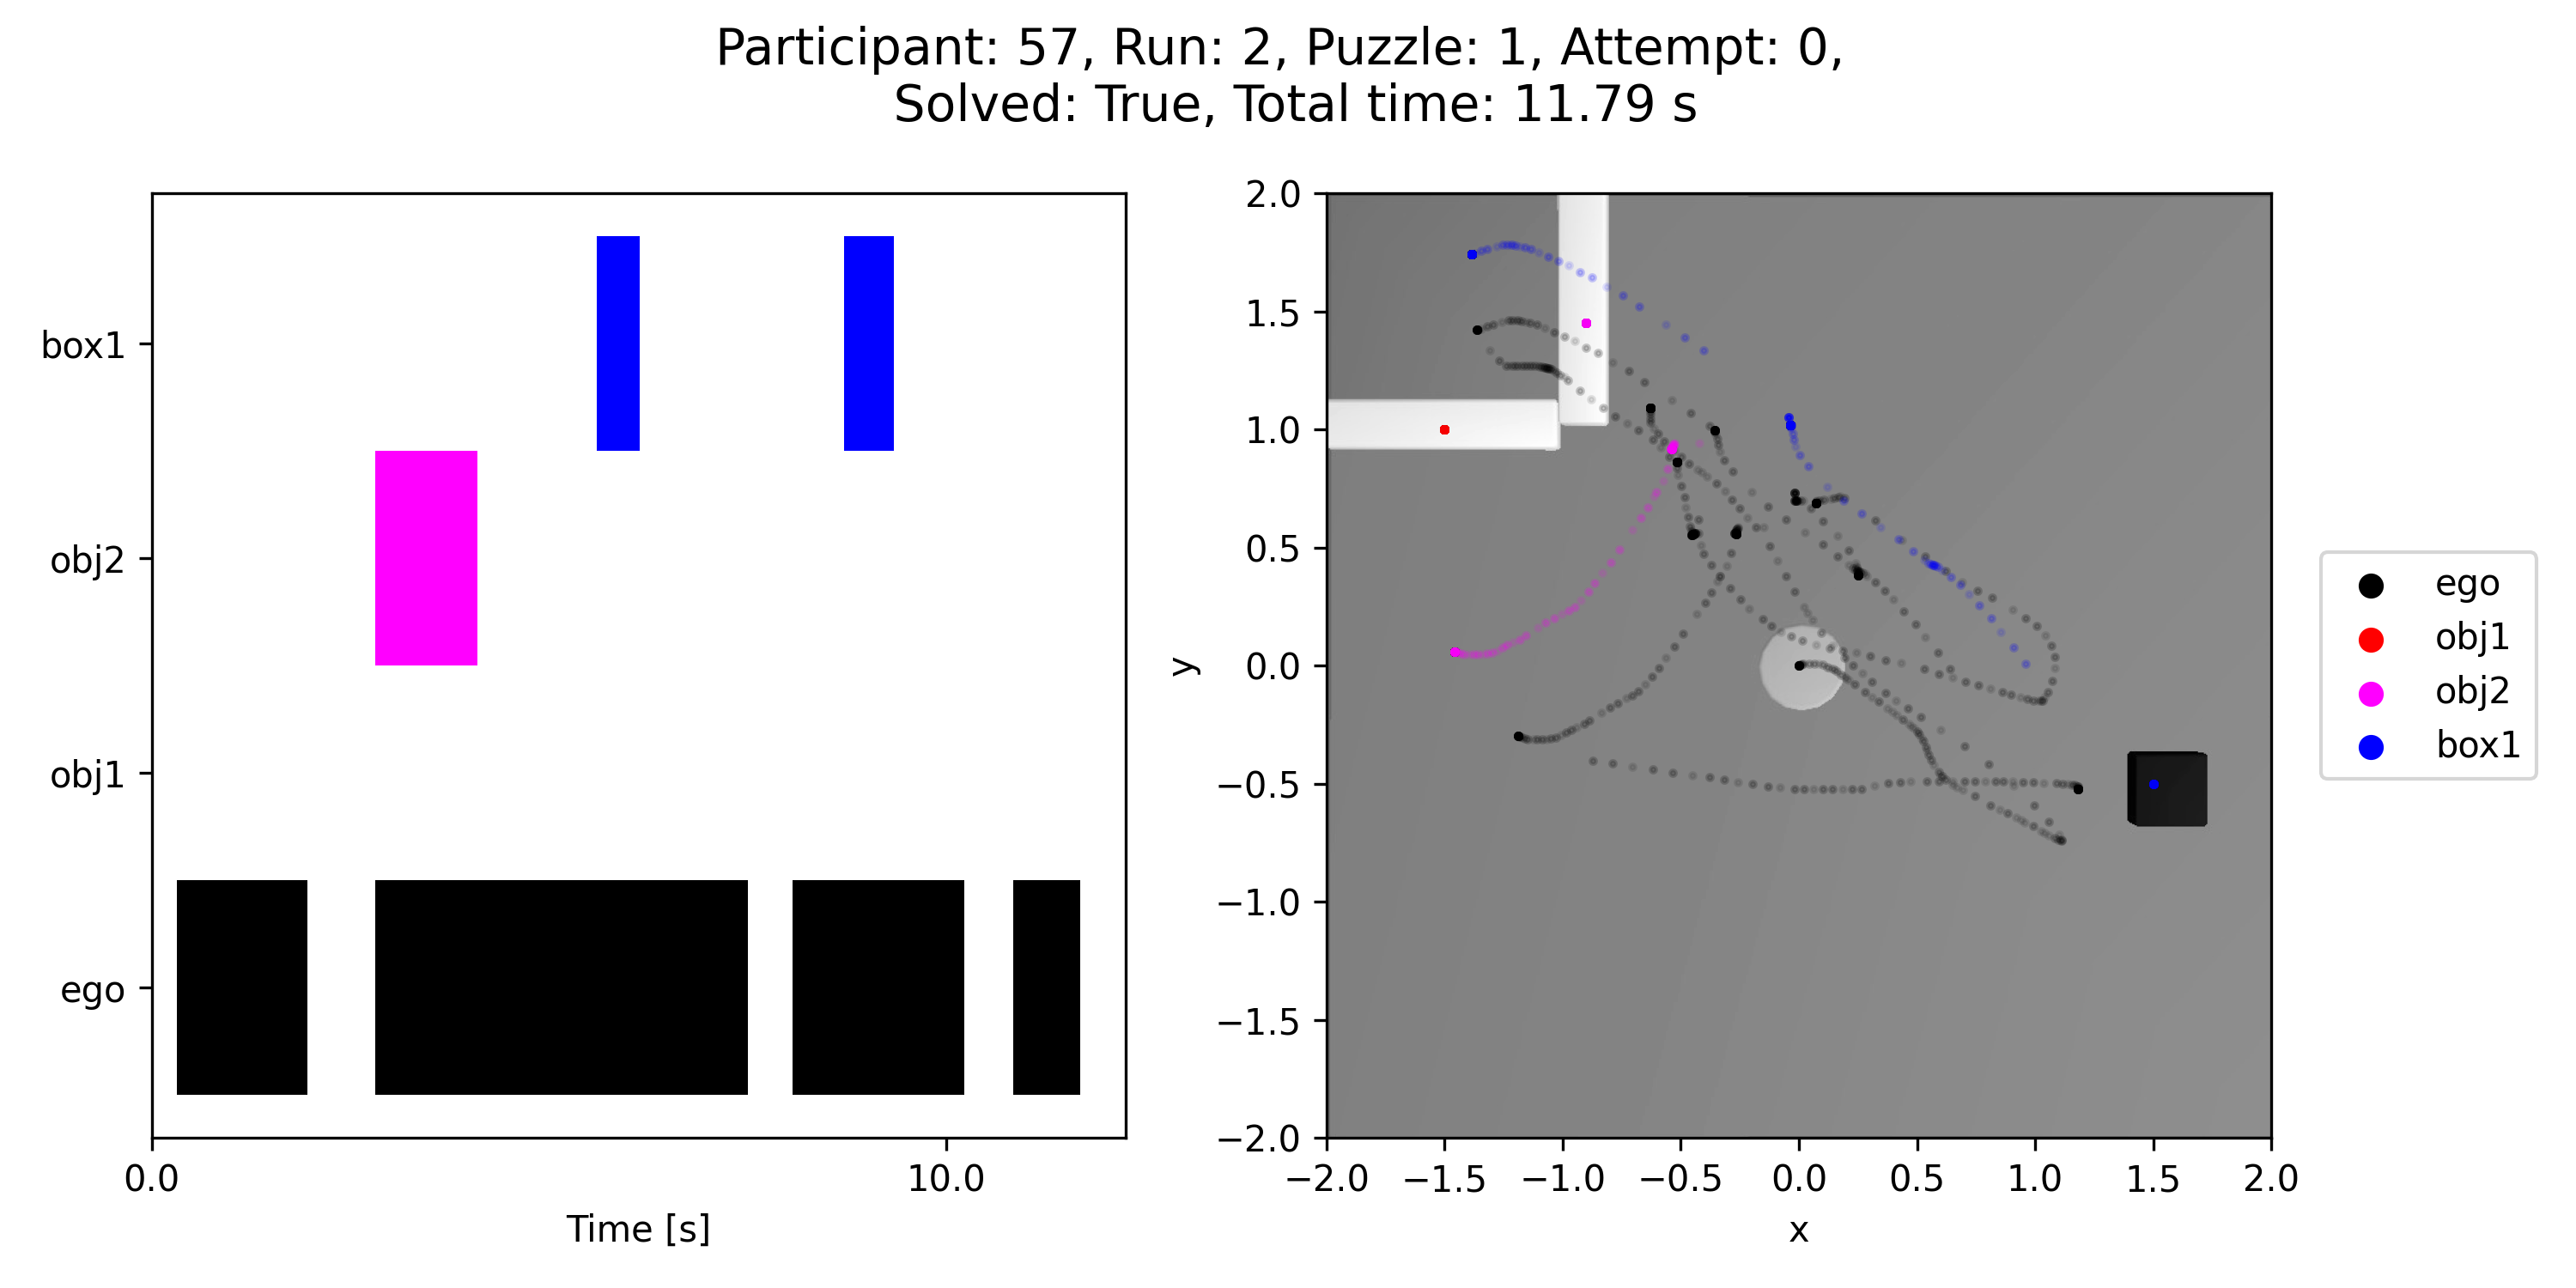 Participant: 57, Run: 2, Puzzle: 1, Attempt: 0,
Solved: True, Total time: 11.79 s
box1
obj2
obj1
ego
0.0
10.0
Time [s]
2.0
1.5
1.0
0.5
0.0
−0.5
−1.0
−1.5
−2.0
y
−2.0
−1.5
−1.0
−0.5
0.0
0.5
1.0
1.5
2.0
x
ego
obj1
obj2
box1